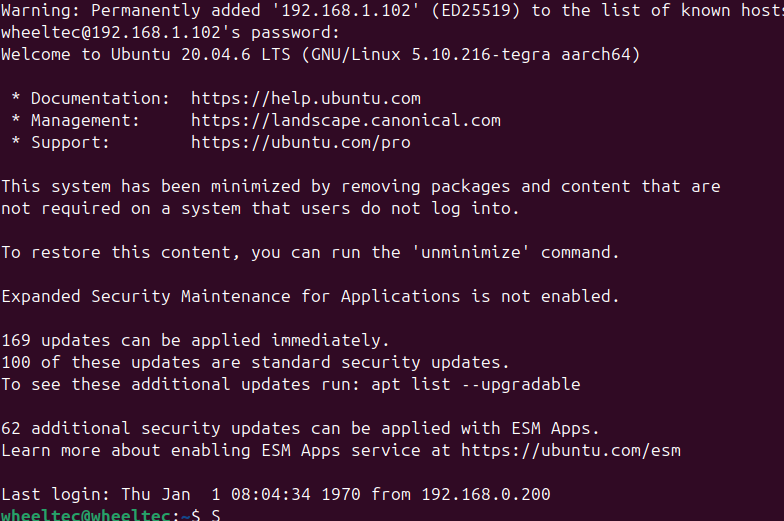 Warning: Permanently added '192.168.1.102' (ED25519) to the list of known hosts
wheeltec@192.168.1.102's password:
Welcome to Ubuntu 20.04.6 LTS (GNU/Linux 5.10.216-tegra aarch64)
 * Documentation:  https://help.ubuntu.com
 * Management:     https://landscape.canonical.com
 * Support:        https://ubuntu.com/pro
This system has been minimized by removing packages and content that are
not required on a system that users do not log into.
To restore this content, you can run the 'unminimize' command.
Expanded Security Maintenance for Applications is not enabled.
169 updates can be applied immediately.
100 of these updates are standard security updates.
To see these additional updates run: apt list --upgradable
62 additional security updates can be applied with ESM Apps.
Learn more about enabling ESM Apps service at https://ubuntu.com/esm
Last login: Thu Jan  1 08:04:34 1970 from 192.168.0.200
wheeltec@wheeltec:~$ S